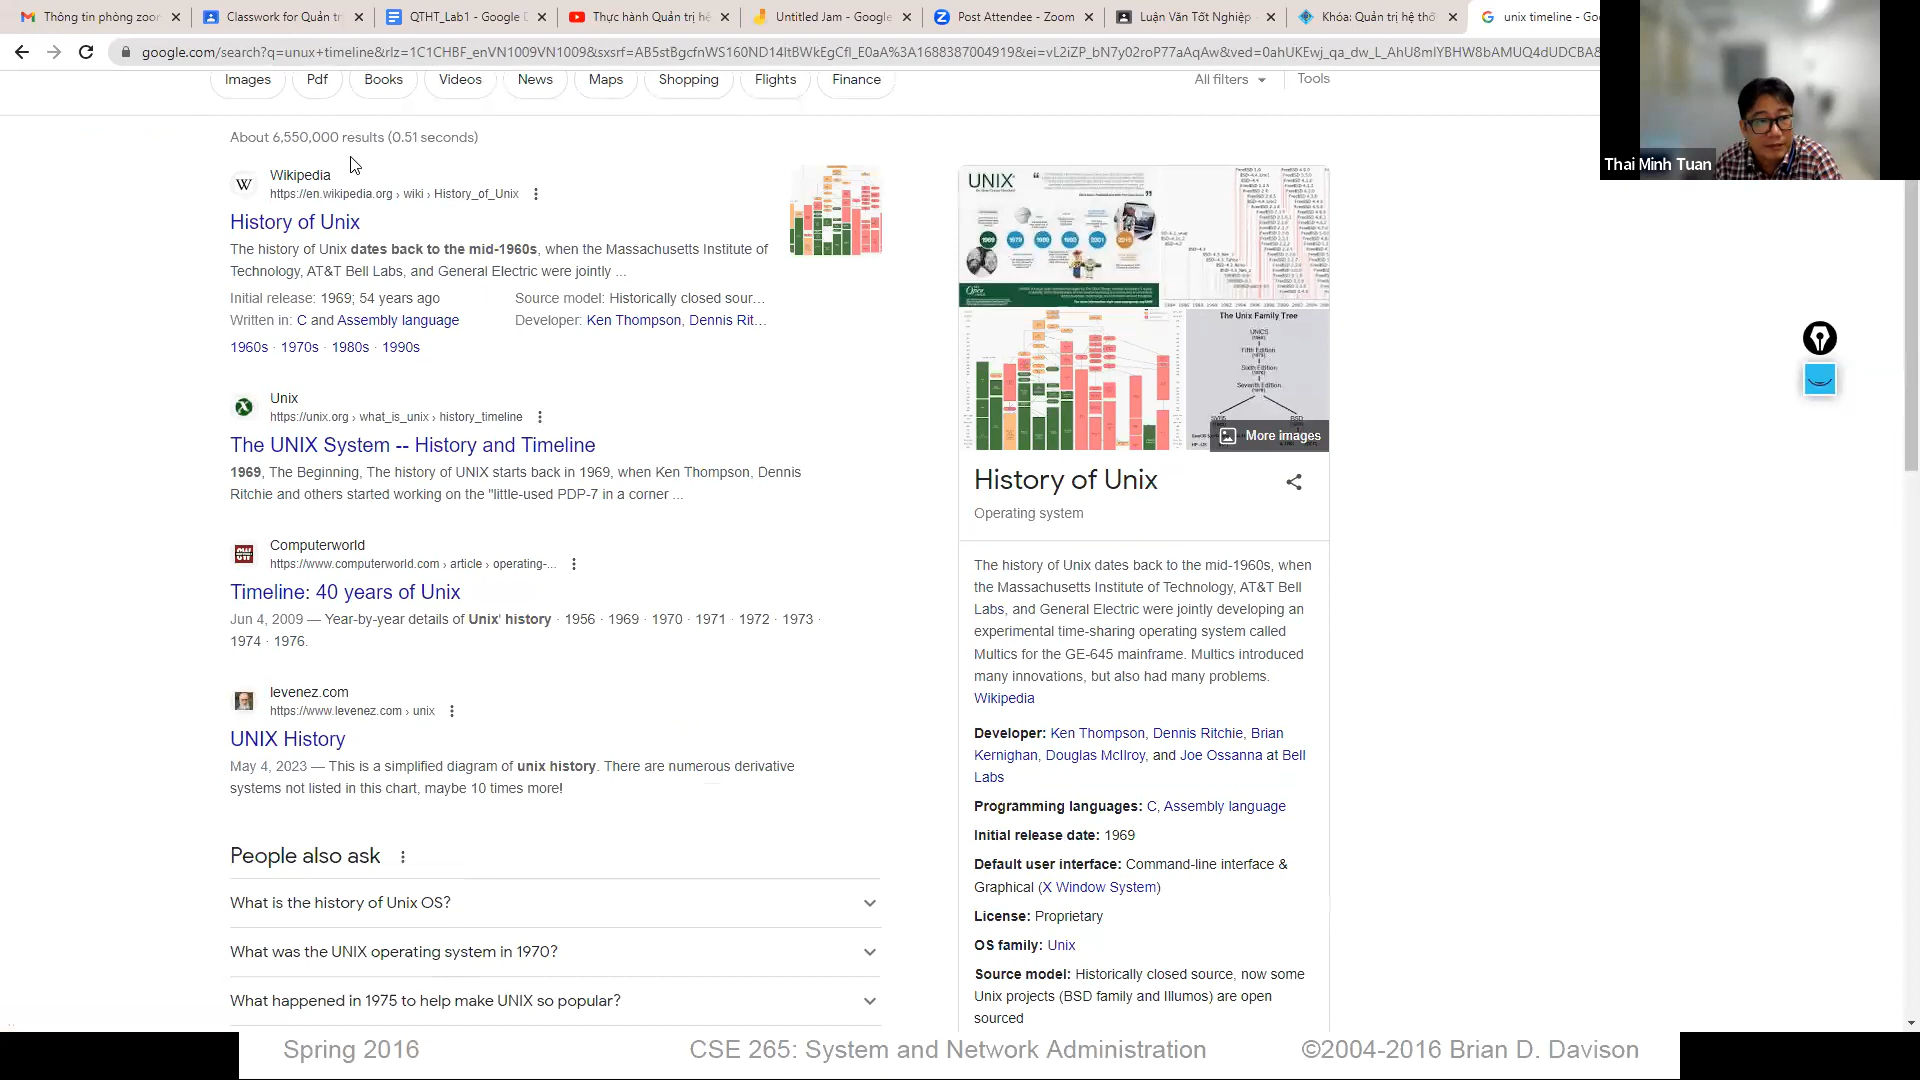 Thông tin phòng zoor
Classwork for Quản tr
QTHT_Lab1 - Google D
Thực hành Quản trị hệ
Untitled Jam - Google
Post Attendee - Zoom
Luận Văn Tốt Nghiệp
Khóa: Quản trị hệ thố
unix timeline - Goo
google.com/search?q=unux+timeline&rlz=1C1CHBF_enVN1009VN1009&sxsrf=AB5stBgcfnWS160ND14ItBWkEgCfl_E0aA%3A1688387004919&ei=vL2iZP_bN7y02roP77aAqAw&ved=0ahUKEwj_qa_dw_L_AhU8mIYBHW8bAMUQ4dUDCBA&
Images
Pdf
Books
Videos
News
Maps
Shopping
Flights
Finance
All filters
Tools
Thai Minh Tuan
About 6,550,000 results (0.51 seconds)
Wikipedia
https://en.wikipedia.org › wiki › History_of_Unix
History of Unix
The history of Unix dates back to the mid-1960s, when the Massachusetts Institute of
Technology, AT&T Bell Labs, and General Electric were jointly ...
Initial release: 1969; 54 years ago
Source model: Historically closed sour...
Written in: C and Assembly language
Developer: Ken Thompson, Dennis Rit...
1960s · 1970s · 1980s · 1990s
Unix
https://unix.org › what_is_unix › history_timeline
The UNIX System -- History and Timeline
1969, The Beginning, The history of UNIX starts back in 1969, when Ken Thompson, Dennis
Ritchie and others started working on the "little-used PDP-7 in a corner ...
Computerworld
https://www.computerworld.com › article › operating-...
Timeline: 40 years of Unix
Jun 4, 2009 — Year-by-year details of Unix' history · 1956 · 1969 · 1970 · 1971 · 1972 · 1973 ·
1974 · 1976.
levenez.com
https://www.levenez.com › unix
UNIX History
May 4, 2023 — This is a simplified diagram of unix history. There are numerous derivative
systems not listed in this chart, maybe 10 times more!
People also ask
What is the history of Unix OS?
What was the UNIX operating system in 1970?
What happened in 1975 to help make UNIX so popular?
UNIX
The Unix Family Tree
UNICS
Fifth Edition
Sixth Edition
Seventh Edition
More images
History of Unix
Operating system
The history of Unix dates back to the mid-1960s, when
the Massachusetts Institute of Technology, AT&T Bell
Labs, and General Electric were jointly developing an
experimental time-sharing operating system called
Multics for the GE-645 mainframe. Multics introduced
many innovations, but also had many problems.
Wikipedia
Developer: Ken Thompson, Dennis Ritchie, Brian
Kernighan, Douglas McIlroy, and Joe Ossanna at Bell
Labs
Programming languages: C, Assembly language
Initial release date: 1969
Default user interface: Command-line interface &
Graphical (X Window System)
License: Proprietary
OS family: Unix
Source model: Historically closed source, now some
Unix projects (BSD family and Illumos) are open
sourced
Spring 2016
CSE 265: System and Network Administration
©2004-2016 Brian D. Davison